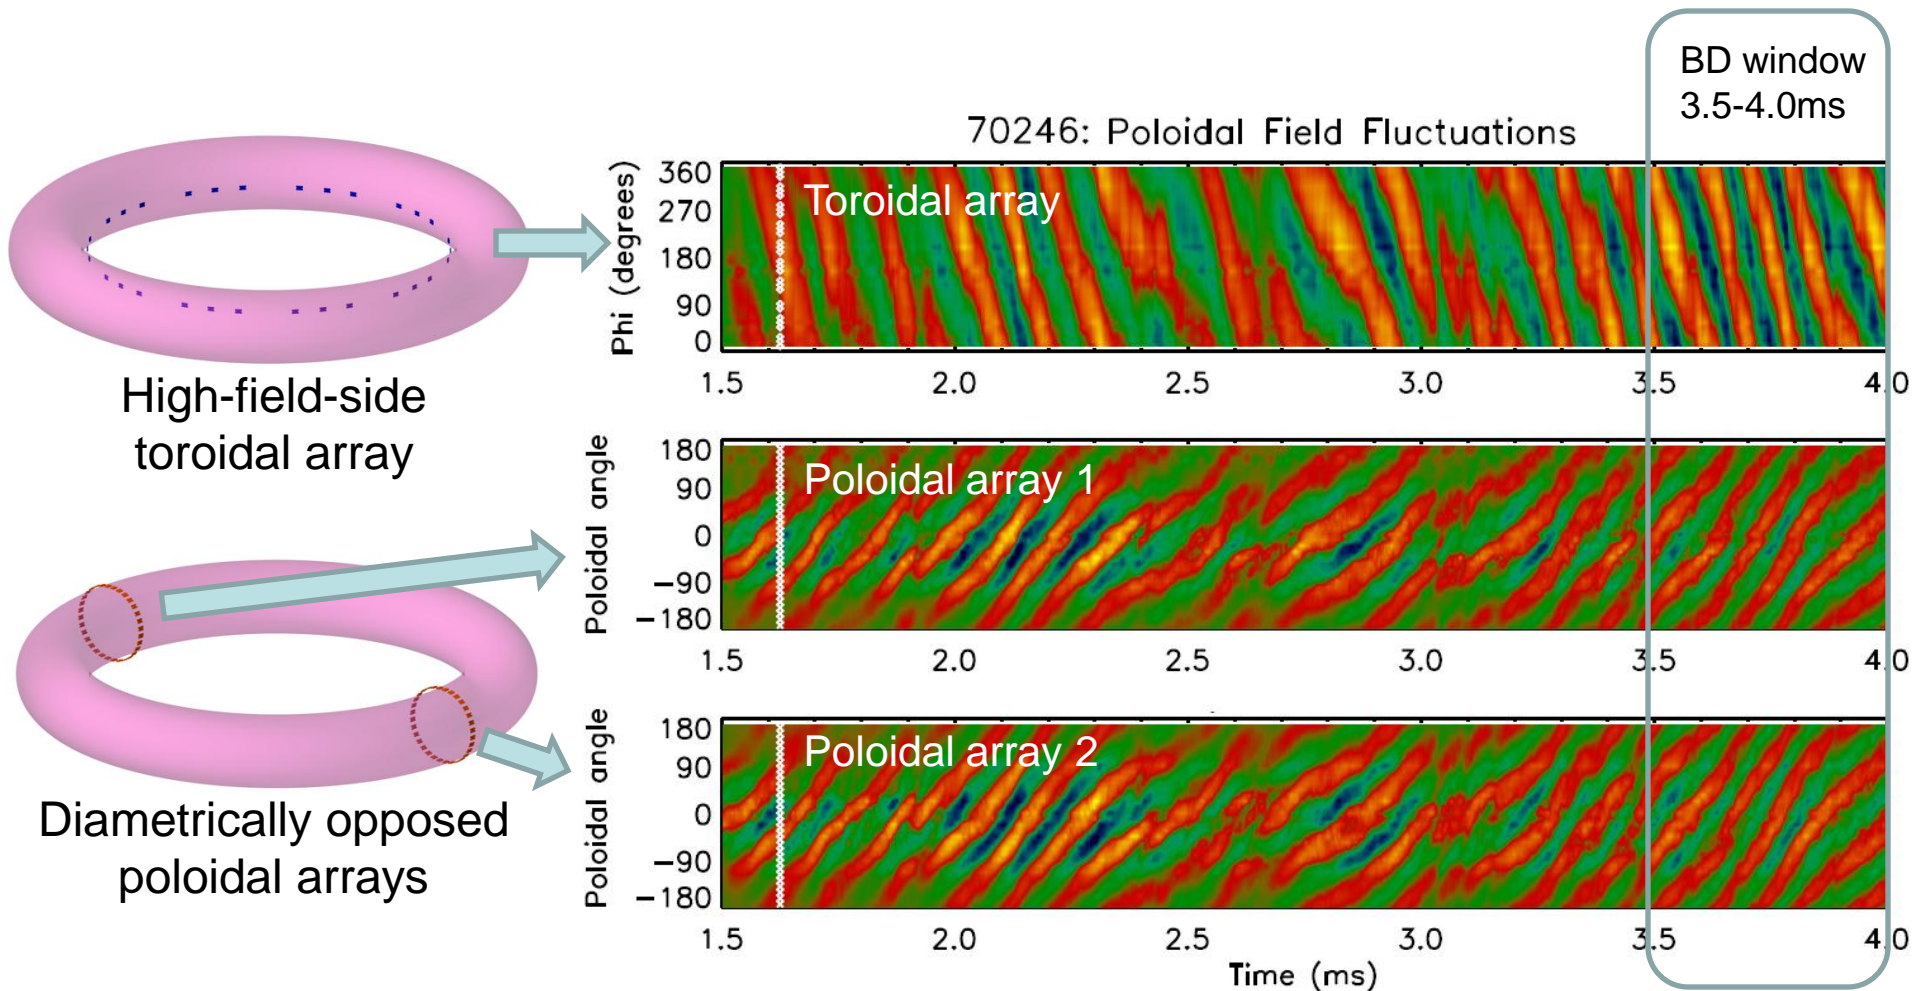 BD window
3.5-4.0ms
70246: Poloidal Field Fluctuations
Phi (degrees)
360
270
180
90
0
Toroidal array
1.5 2.0 2.5 3.0 3.5 4.0
High-field-side
toroidal array
Poloidal angle
180
90
0
−90
−180
Poloidal array 1
1.5 2.0 2.5 3.0 3.5 4.0
Poloidal angle
180
90
0
−90
−180
Poloidal array 2
1.5 2.0 2.5 3.0 3.5 4.0
Time (ms)
Diametrically opposed
poloidal arrays